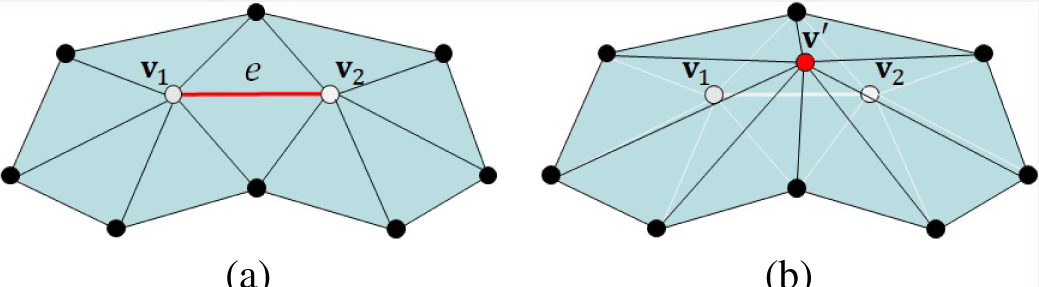 v₁ e v₂
v′
v₁ v₂
(a) (b)